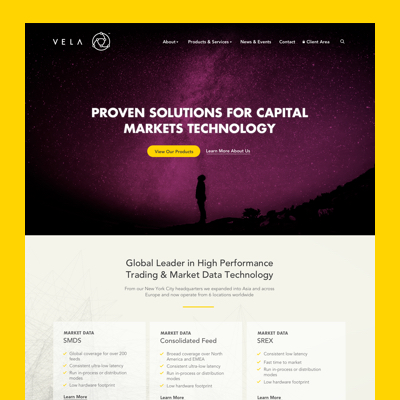 VELA
About
Products & Services
News & Events
Contact
Client Area
PROVEN SOLUTIONS FOR CAPITAL
MARKETS TECHNOLOGY
View Our Products
Learn More About Us
Global Leader in High Performance
Trading & Market Data Technology
From our New York City headquarters we expanded into Asia and across
Europe and now operate from 6 locations worldwide
MARKET DATA
SMDS
Global coverage for over 200
feeds
Consistent ultra-low latency
Run in-process or distribution
modes
Low hardware footprint
Learn More
MARKET DATA
Consolidated Feed
Broad coverage over North
America and EMEA
Consistent low latency
Run in-process or distribution
modes
Low hardware footprint
Learn More
MARKET DATA
SREX
Consistent low latency
Fast time to market
Run in-process or distribution
modes
Low hardware footprint
Learn More